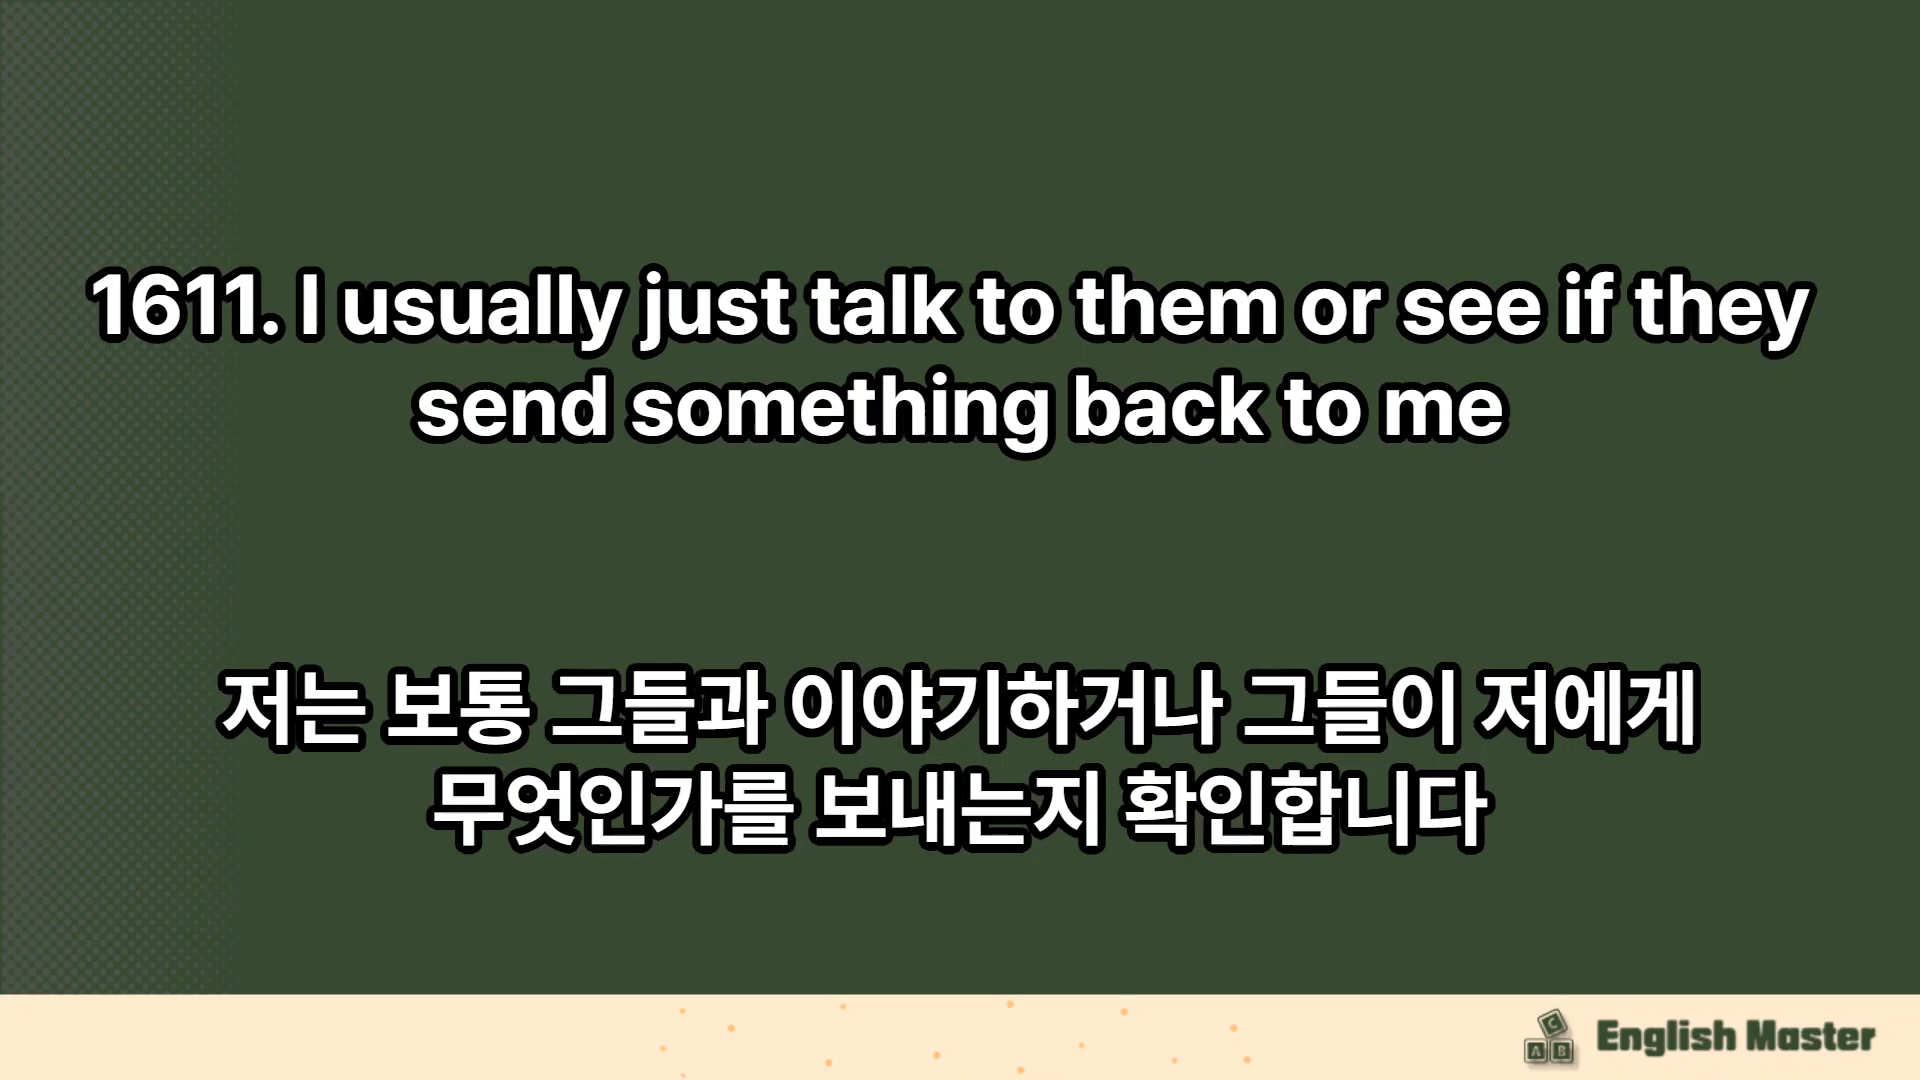 1611. I usually just talk to them or see if they
send something back to me
저는 보통 그들과 이야기하거나 그들이 저에게
무엇인가를 보내는지 확인합니다
C
A B
English Master